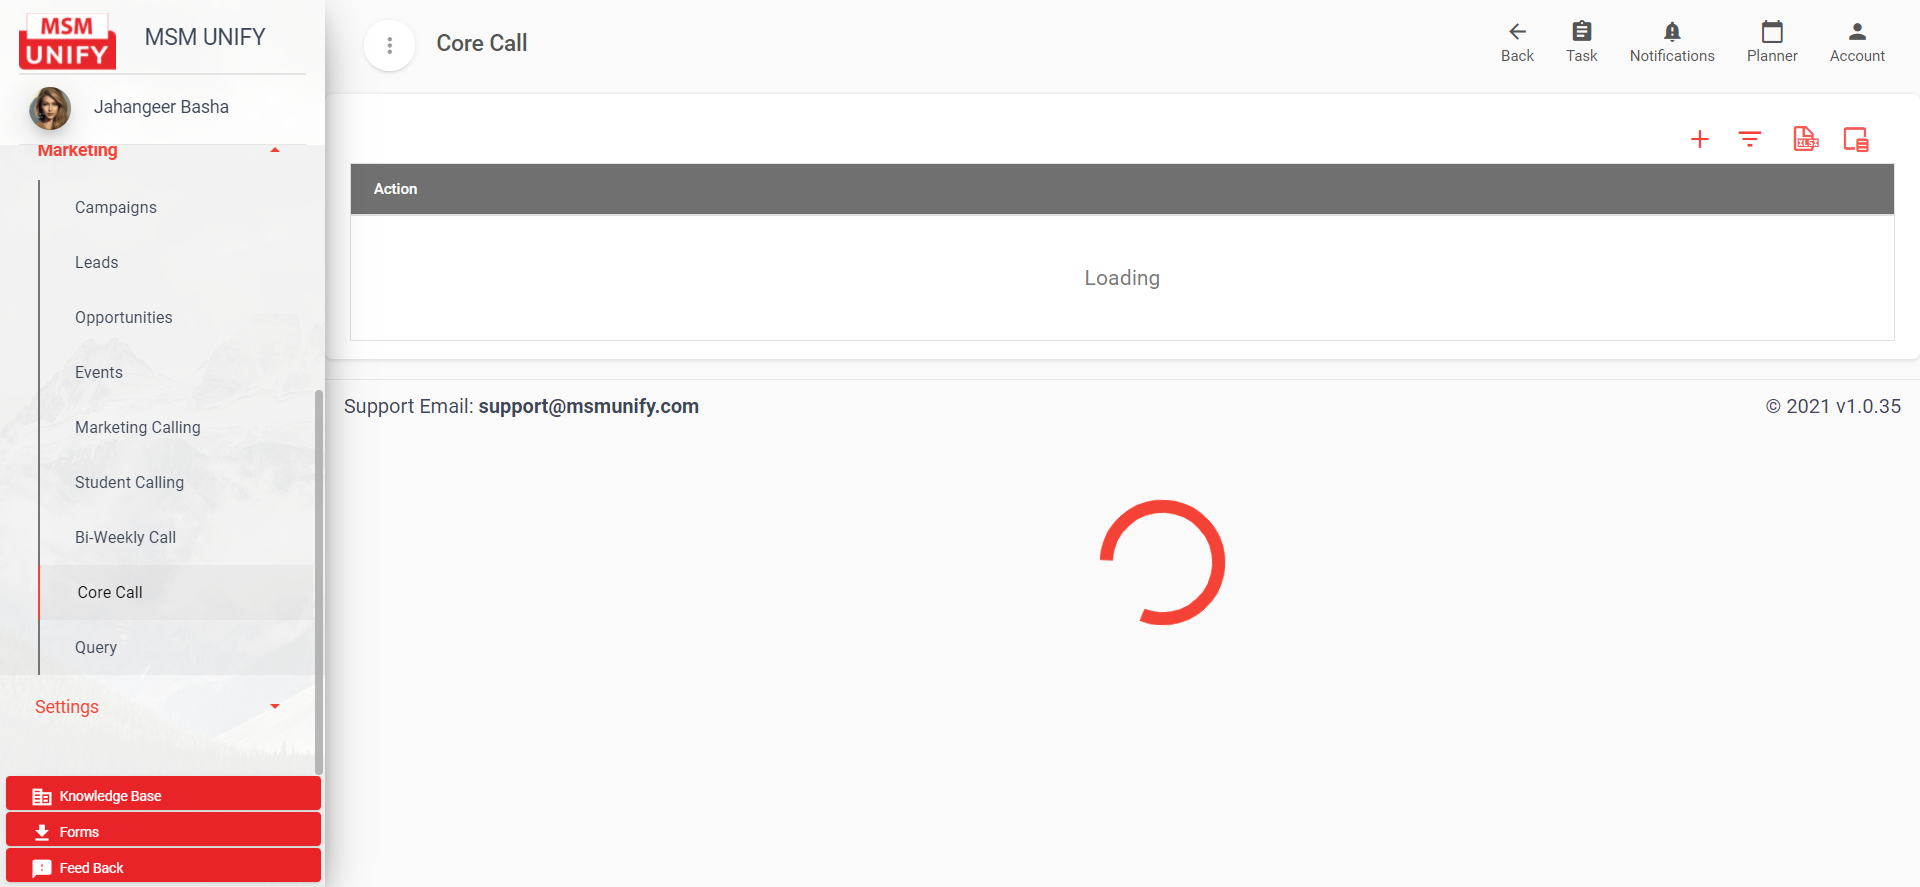 MSM
UNIFY
MSM UNIFY
Jahangeer Basha
Marketing
Campaigns
Leads
Opportunities
Events
Marketing Calling
Student Calling
Bi-Weekly Call
Core Call
Query
Settings
Knowledge Base
Forms
Feed Back
Core Call
Back
Task
Notifications
Planner
Account
XLSX
Action
Loading
Support Email: support@msmunify.com
© 2021 v1.0.35